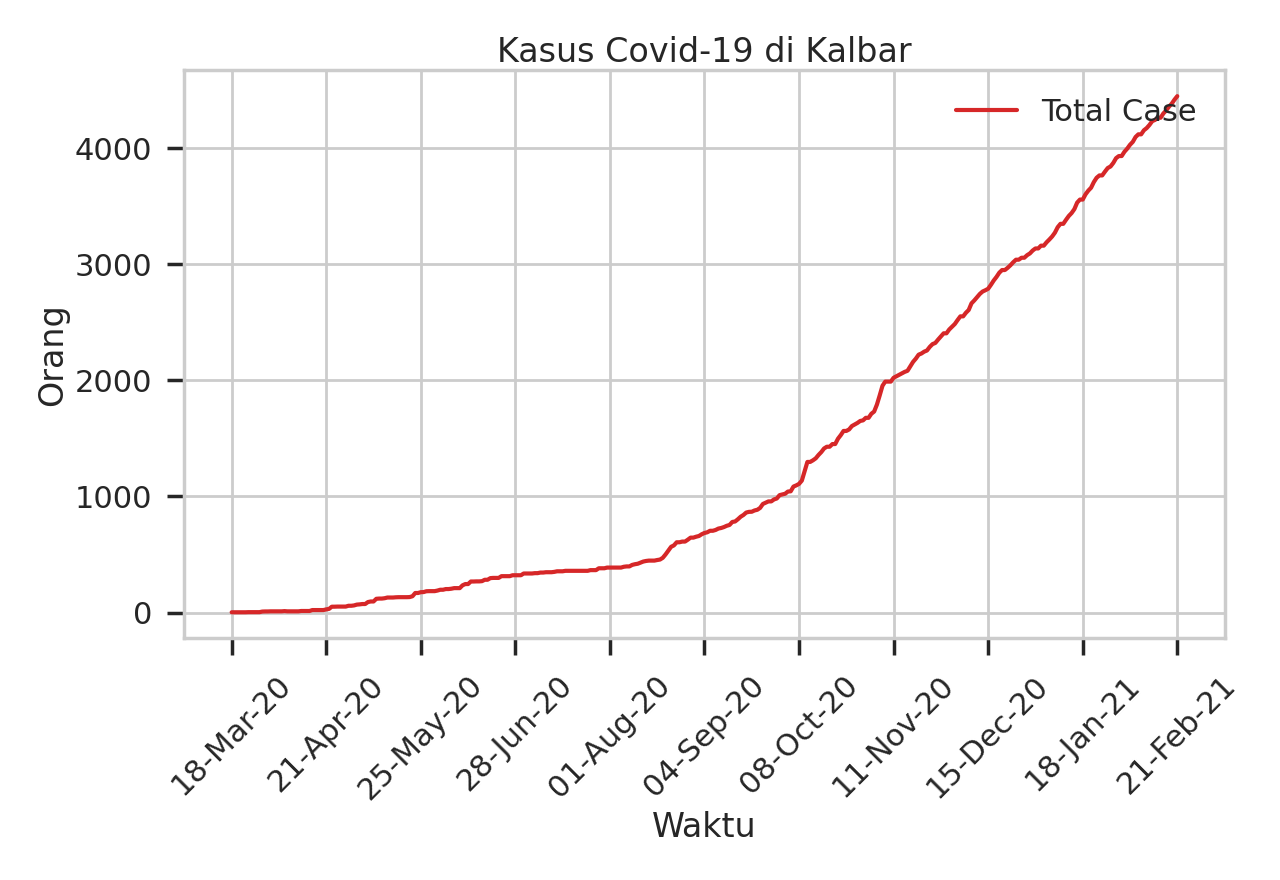 Kasus Covid-19 di Kalbar
Total Case
Orang
4000
3000
2000
1000
0
18-Mar-20
21-Apr-20
25-May-20
28-Jun-20
01-Aug-20
04-Sep-20
08-Oct-20
11-Nov-20
15-Dec-20
18-Jan-21
21-Feb-21
Waktu